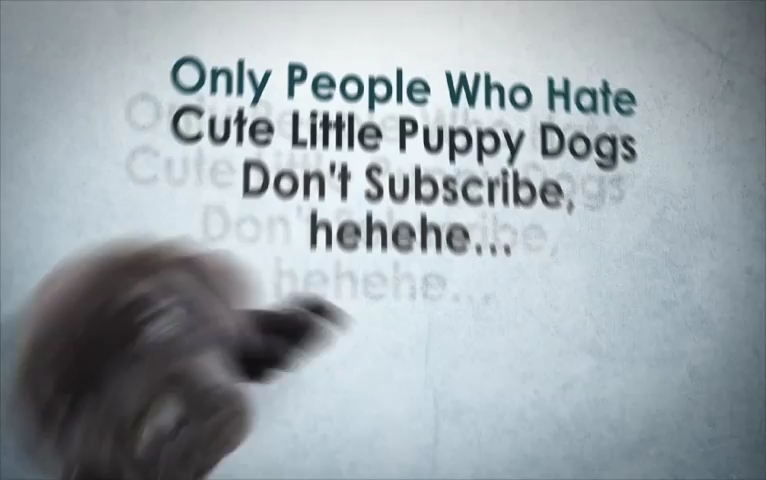 Only People Who Hate
Cute Little Puppy Dogs
Don't Subscribe,
hehehe...